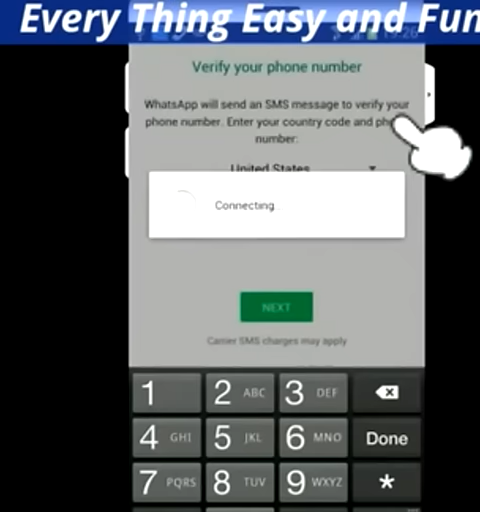 Every Thing Easy and Fun
Verify your phone number
WhatsApp will send an SMS message to verify your
phone number. Enter your country code and
number:
United States
Connecting
NEXT
Carrier SMS charges may apply
1 2 ABC 3 DEF
4 GHI 5 JKL 6 MNO Done
7 PQRS 8 TUV 9 WXYZ *